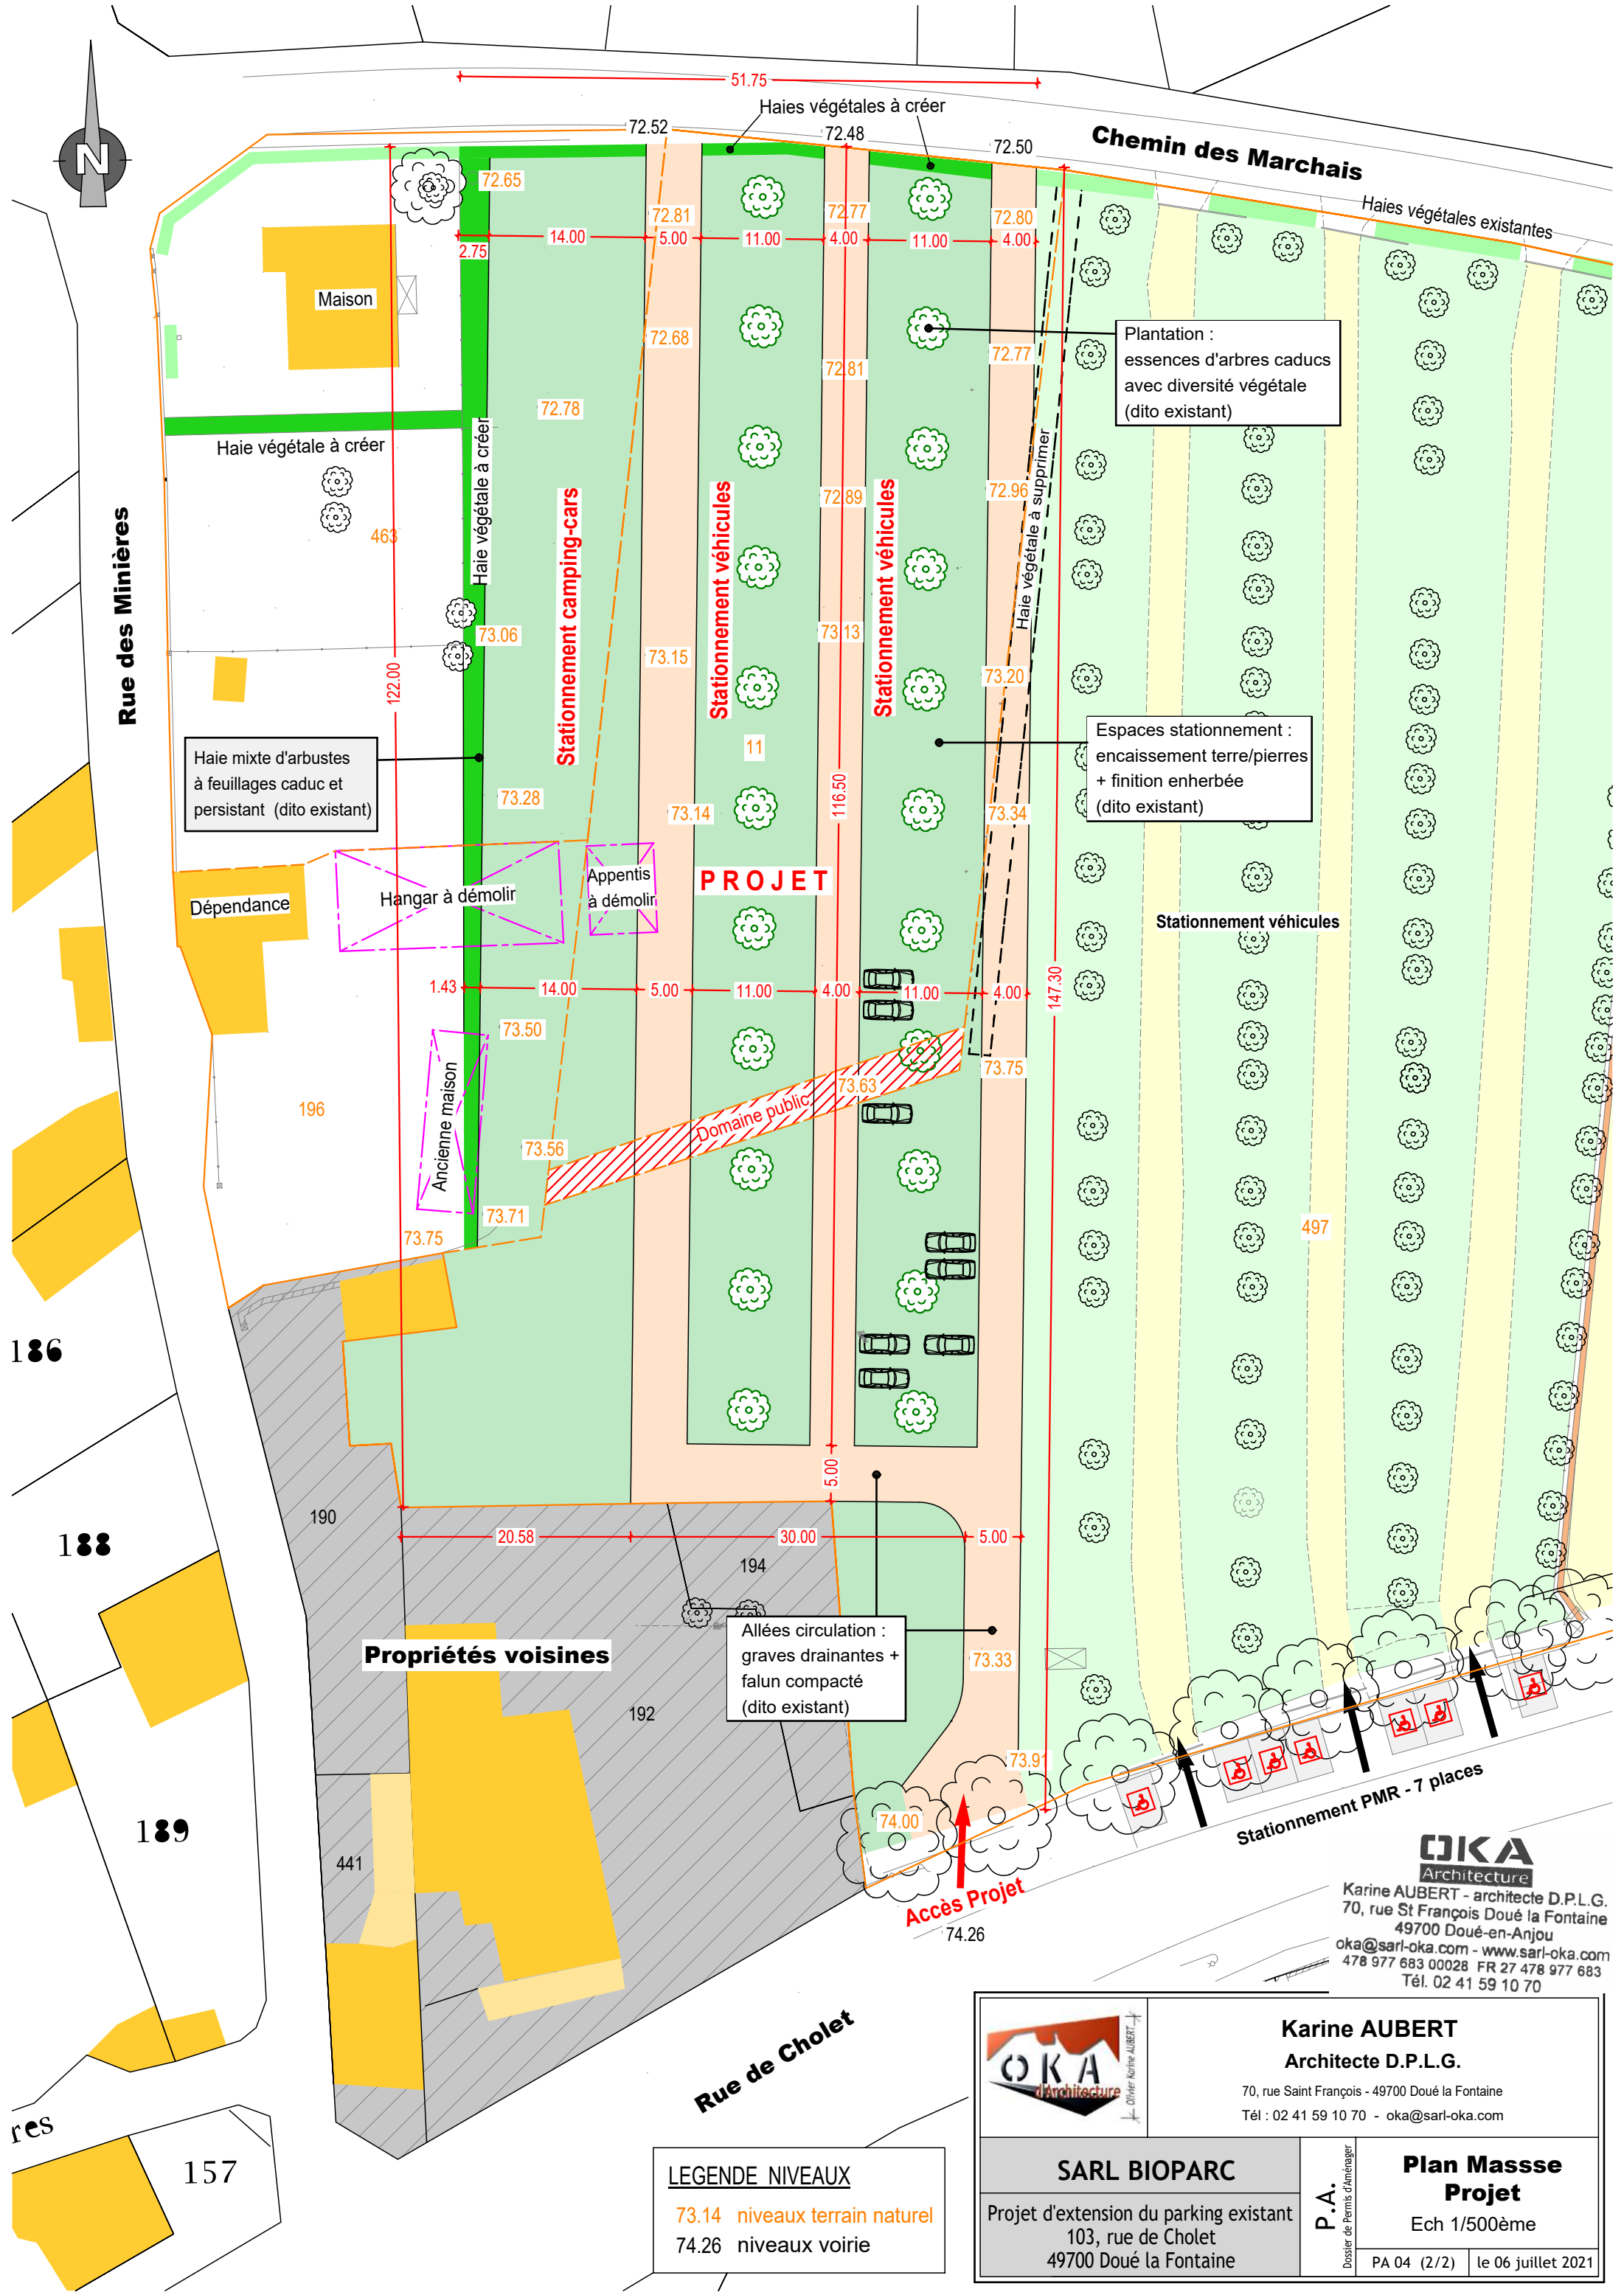 51.75
Haies végétales à créer
72.52
72.48
72.50
Chemin des Marchais
N
Haies végétales existantes
72.65
72.81
72.77
72.80
14.00
5.00
11.00
4.00
11.00
4.00
2.75
Maison
72.68
72.81
72.77
Plantation :
essences d'arbres caducs
avec diversité végétale
(dito existant)
72.78
Haie végétale à créer
Haie végétale à créer
Haie végétale à supprimer
Stationnement camping-cars
Stationnement véhicules
Stationnement véhicules
72.89
72.96
463
Rue des Minières
122.00
73.06
73.15
73.13
73.20
Haie mixte d'arbustes
à feuillages caduc et
persistant (dito existant)
11
Espaces stationnement :
encaissement terre/pierres
+ finition enherbée
(dito existant)
73.28
73.14
116.50
73.34
Hangar à démolir
Appentis
à démolir
PROJET
Dépendance
Stationnement véhicules
1.43
14.00
5.00
11.00
4.00
11.00
4.00
147.30
73.50
73.75
73.63
Domaine public
196
Ancienne maison
73.56
73.71
73.75
497
186
5.00
190
188
20.58
30.00
5.00
194
Propriétés voisines
Allées circulation :
graves drainantes +
falun compacté
(dito existant)
73.33
192
73.91
74.00
189
441
Stationnement PMR - 7 places
Accès Projet
74.26
OKA
Architecture
Karine AUBERT - architecte D.P.L.G.
70, rue St François Doué la Fontaine
49700 Doué-en-Anjou
oka@sarl-oka.com - www.sarl-oka.com
478 977 683 00028 FR 27 478 977 683
Tél. 02 41 59 10 70
Rue de Cholet
res
157
LEGENDE NIVEAUX
73.14 niveaux terrain naturel
74.26 niveaux voirie
OKA
d'Architecture
Olivier Karine AUBERT
Karine AUBERT
Architecte D.P.L.G.
70, rue Saint François - 49700 Doué la Fontaine
Tél : 02 41 59 10 70 - oka@sarl-oka.com
SARL BIOPARC
Projet d'extension du parking existant
103, rue de Cholet
49700 Doué la Fontaine
P.A.
Dossier de Permis d'Aménager
Plan Massse
Projet
Ech 1/500ème
PA 04 (2/2)
le 06 juillet 2021